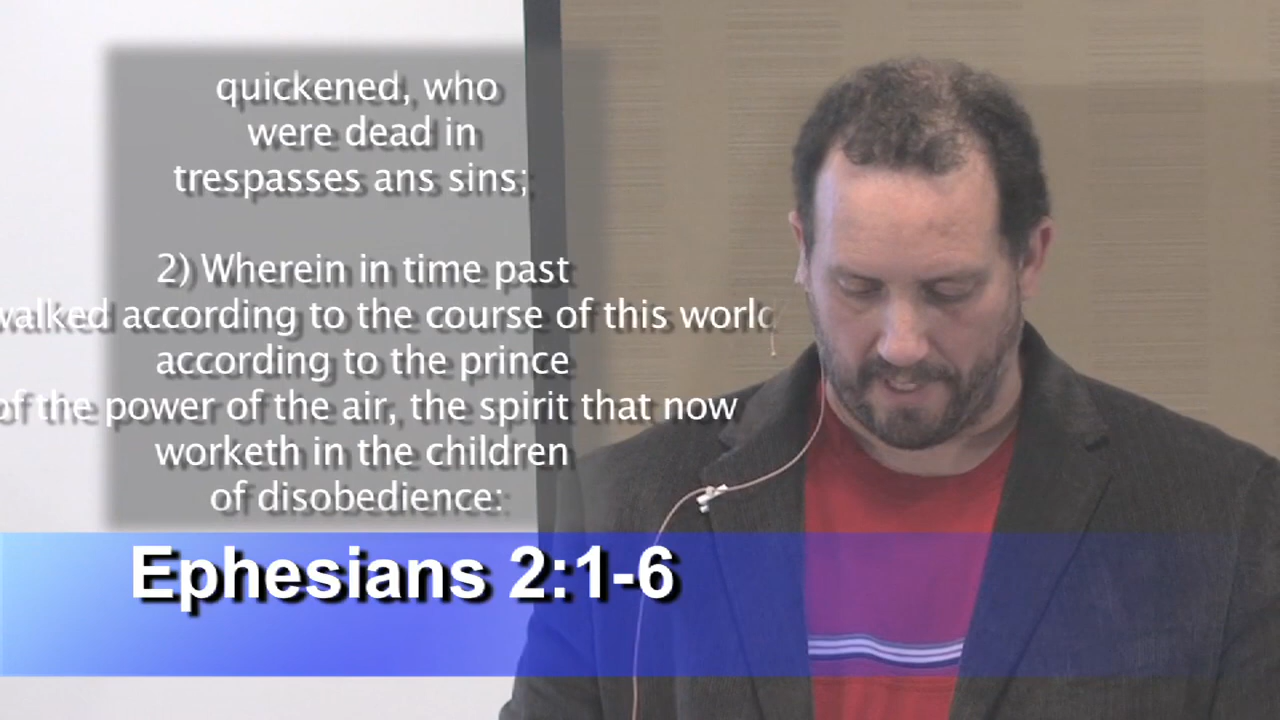 quickened, who
were dead in
trespasses ans sins;
2) Wherein in time past
walked according to the course of this world
according to the prince
of the power of the air, the spirit that now
worketh in the children
of disobedience:
Ephesians 2:1-6